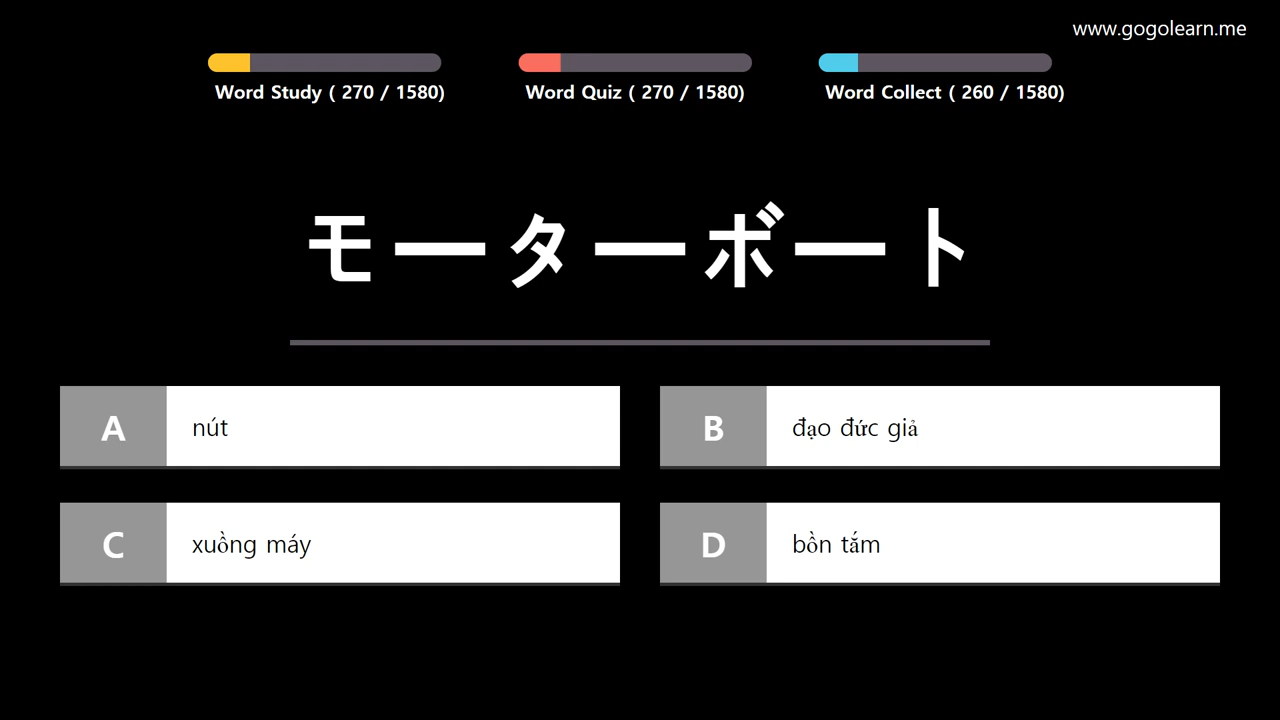 www.gogolearn.me
Word Study ( 270 / 1580)
Word Quiz ( 270 / 1580)
Word Collect ( 260 / 1580)
モーターボート
A
nút
B
đạo đức giả
C
xuồng máy
D
bồn tắm